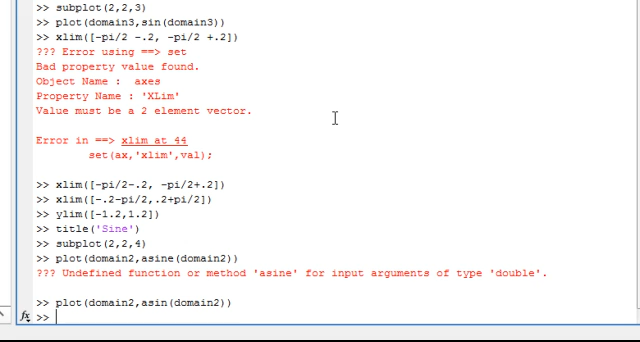 >> subplot(2,2,3)
>> plot(domain3,sin(domain3))
>> xlim([-pi/2 -.2, -pi/2 +.2])
??? Error using ==> set
Bad property value found.
Object Name :  axes
Property Name : 'XLim'
Value must be a 2 element vector.
Error in ==> xlim at 44
        set(ax,'xlim',val);
>> xlim([-pi/2-.2, -pi/2+.2])
>> xlim([-.2-pi/2,.2+pi/2])
>> ylim([-1.2,1.2])
>> title('Sine')
>> subplot(2,2,4)
>> plot(domain2,asine(domain2))
??? Undefined function or method 'asine' for input arguments of type 'double'.
>> plot(domain2,asin(domain2))
fx >>